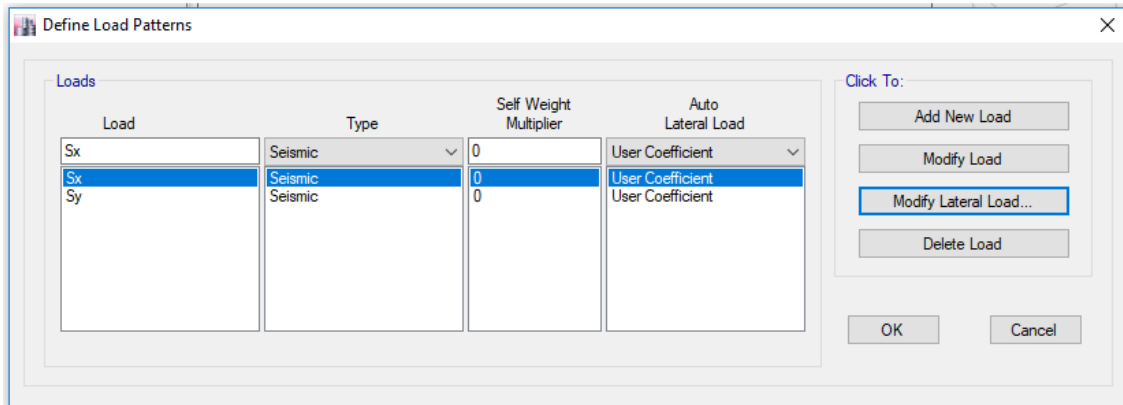 Define Load Patterns
Loads
Click To:
Load Type Self Weight Multiplier Auto Lateral Load
Sx Seismic 0 User Coefficient
Sx Seismic 0 User Coefficient
Sy Seismic 0 User Coefficient
Add New Load
Modify Load
Modify Lateral Load...
Delete Load
OK Cancel